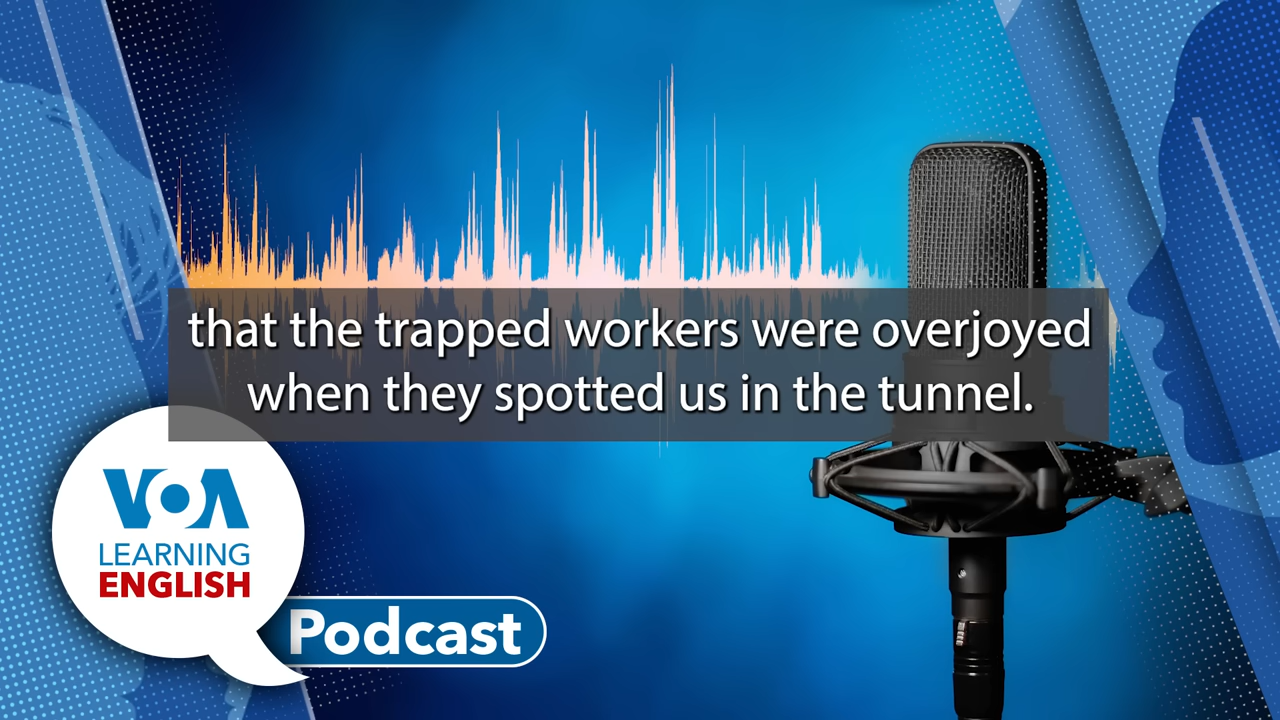 that the trapped workers were overjoyed
when they spotted us in the tunnel.
VOA
LEARNING
ENGLISH
Podcast